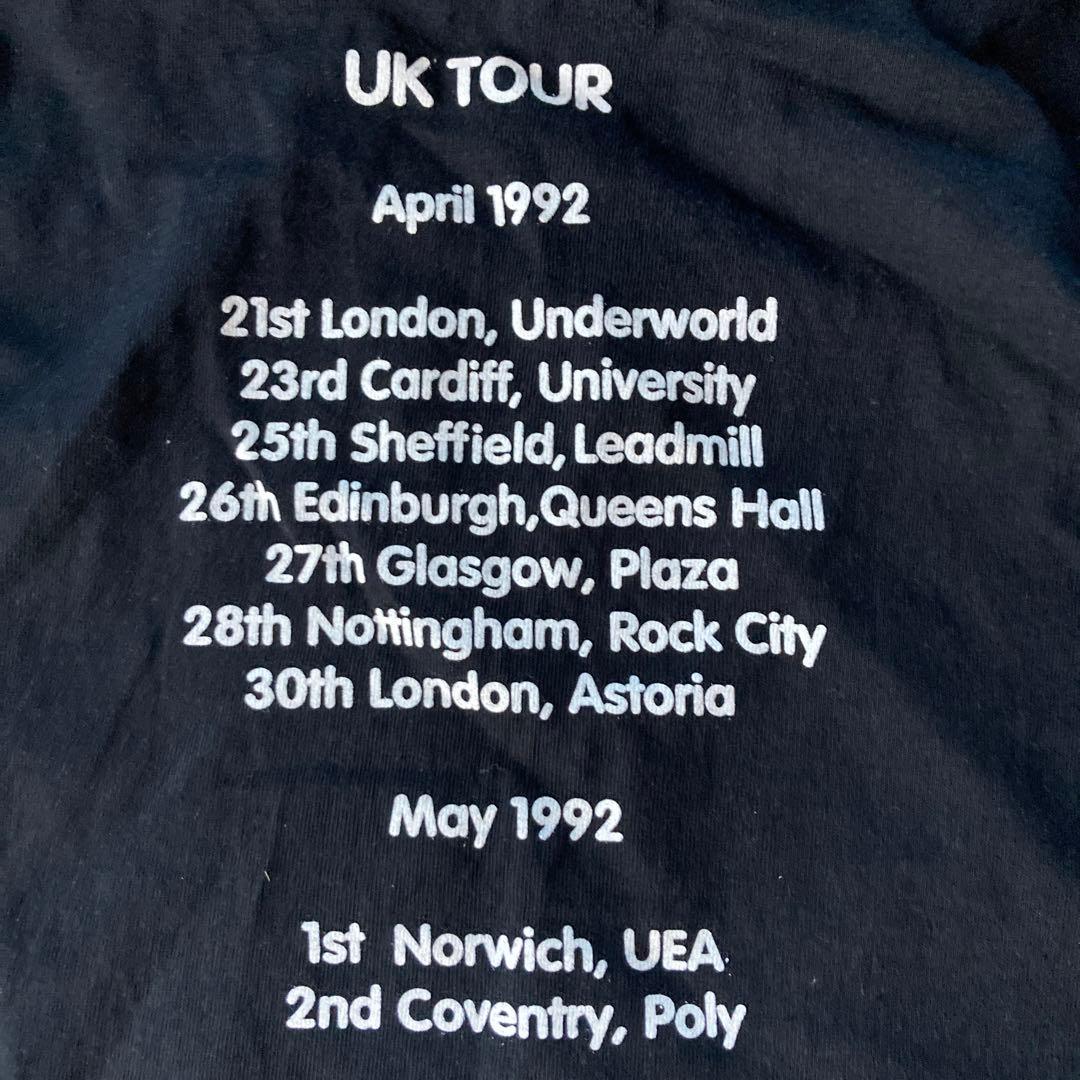 UK TOUR
April 1992
21st London, Underworld
23rd Cardiff, University
25th Sheffield, Leadmill
26th Edinburgh,Queens Hall
27th Glasgow, Plaza
28th Nottingham, Rock City
30th London, Astoria
May 1992
1st Norwich, UEA.
2nd Coventry, Poly